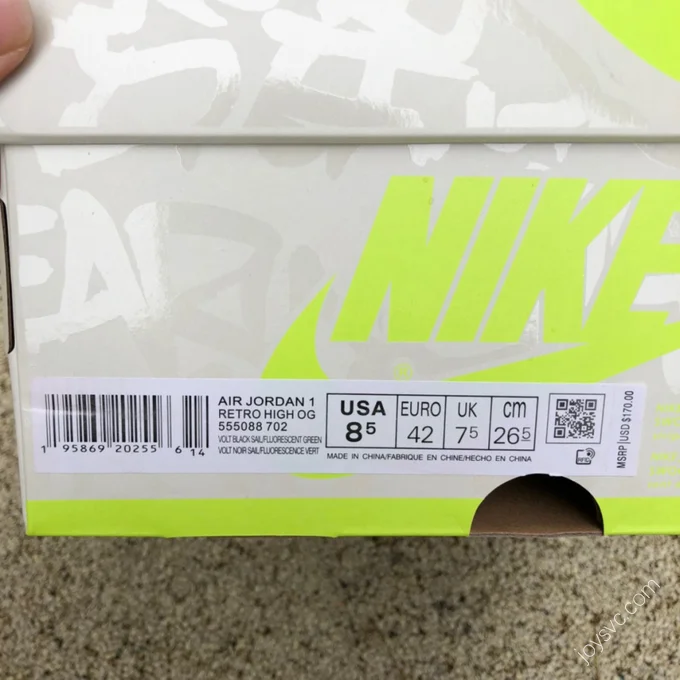 NIKE
AIR JORDAN 1
RETRO HIGH OG
555088 702
VOLT BLACK SAIL/FLUORESCENT GREEN
VOLT NOIR SAIL/FLUORESCENCE VERT
USA
8⁵
EURO
42
UK
7⁵
cm
26⁵
MADE IN CHINA/FABRIQUE EN CHINE/HECHO EN CHINA
1 95869 20255 6 14
RFID
MSRP|USD $170.00
joysvc.com